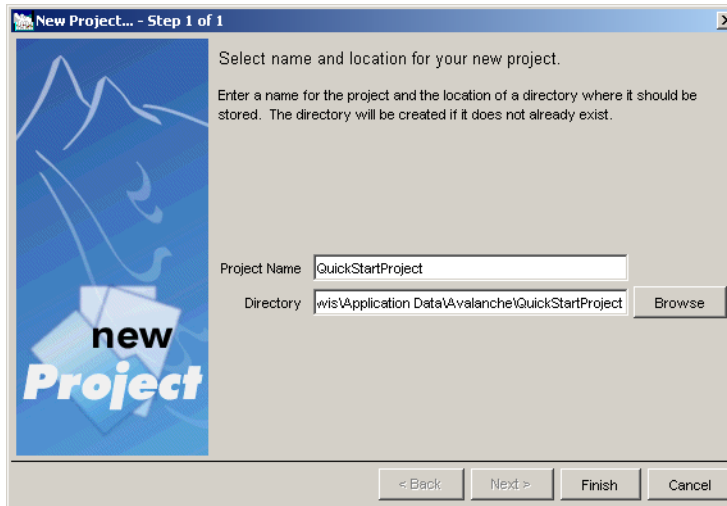 New Project... - Step 1 of 1
Select name and location for your new project.
Enter a name for the project and the location of a directory where it should be
stored. The directory will be created if it does not already exist.
Project Name QuickStartProject
Directory wis\Application Data\Avalanche\QuickStartProject Browse
new
Project
< Back Next > Finish Cancel